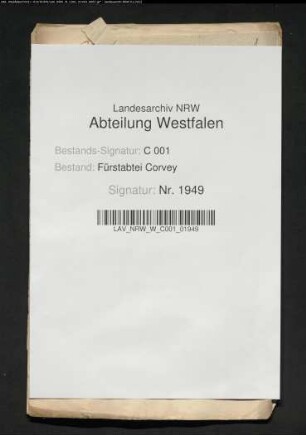 Landesarchiv NRW
Abteilung Westfalen
Bestands-Signatur: C 001
Bestand: Fürstabtei Corvey
Signatur: Nr. 1949
LAV_NRW_W_C001_01949